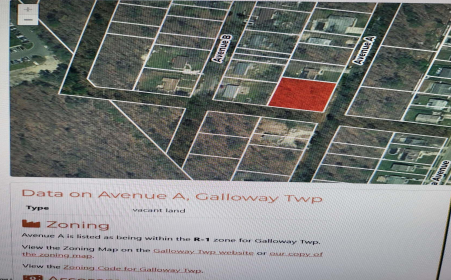 +
−
Avenue B
Avenue A
Avenue
Data on Avenue A, Galloway Twp
Type vacant land
Zoning
Avenue A is listed as being within the R-1 zone for Galloway Twp.
View the Zoning Map on the Galloway Twp website or our copy of
the zoning map.
View the Zoning Code for Galloway Twp.